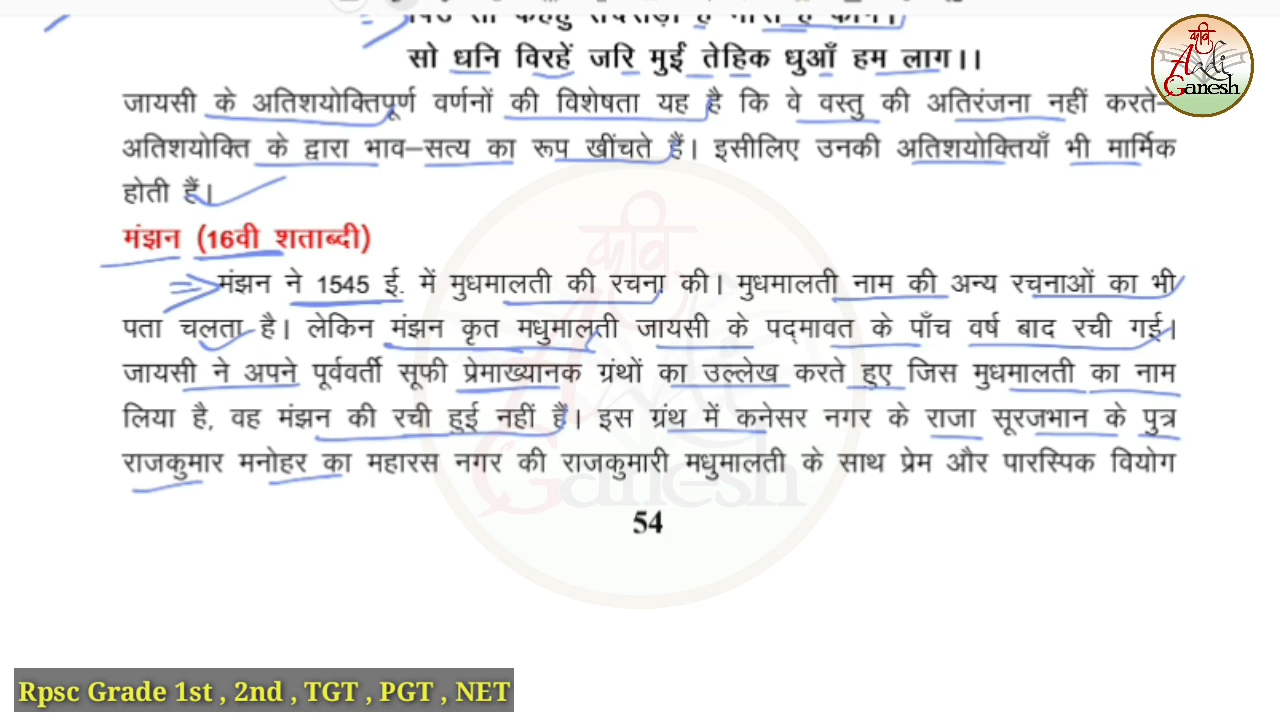 सो धनि विरहें जरि मुईं तेहिक धुआँ हम लाग।।
कवि
Aadi
Ganesh
जायसी के अतिशयोक्तिपूर्ण वर्णनों की विशेषता यह है कि वे वस्तु की अतिरंजना नहीं करते–
अतिशयोक्ति के द्वारा भाव–सत्य का रूप खींचते हैं। इसीलिए उनकी अतिशयोक्तियाँ भी मार्मिक
होती हैं।
मंझन (16वी शताब्दी)
मंझन ने 1545 ई. में मुधमालती की रचना की। मुधमालती नाम की अन्य रचनाओं का भी
पता चलता है। लेकिन मंझन कृत मधुमालती जायसी के पद्मावत के पाँच वर्ष बाद रची गई।
जायसी ने अपने पूर्ववर्ती सूफी प्रेमाख्यानक ग्रंथों का उल्लेख करते हुए जिस मुधमालती का नाम
लिया है, वह मंझन की रची हुई नहीं है। इस ग्रंथ में कनेसर नगर के राजा सूरजभान के पुत्र
राजकुमार मनोहर का महारस नगर की राजकुमारी मधुमालती के साथ प्रेम और पारस्पिक वियोग
54
Rpsc Grade 1st , 2nd , TGT , PGT , NET